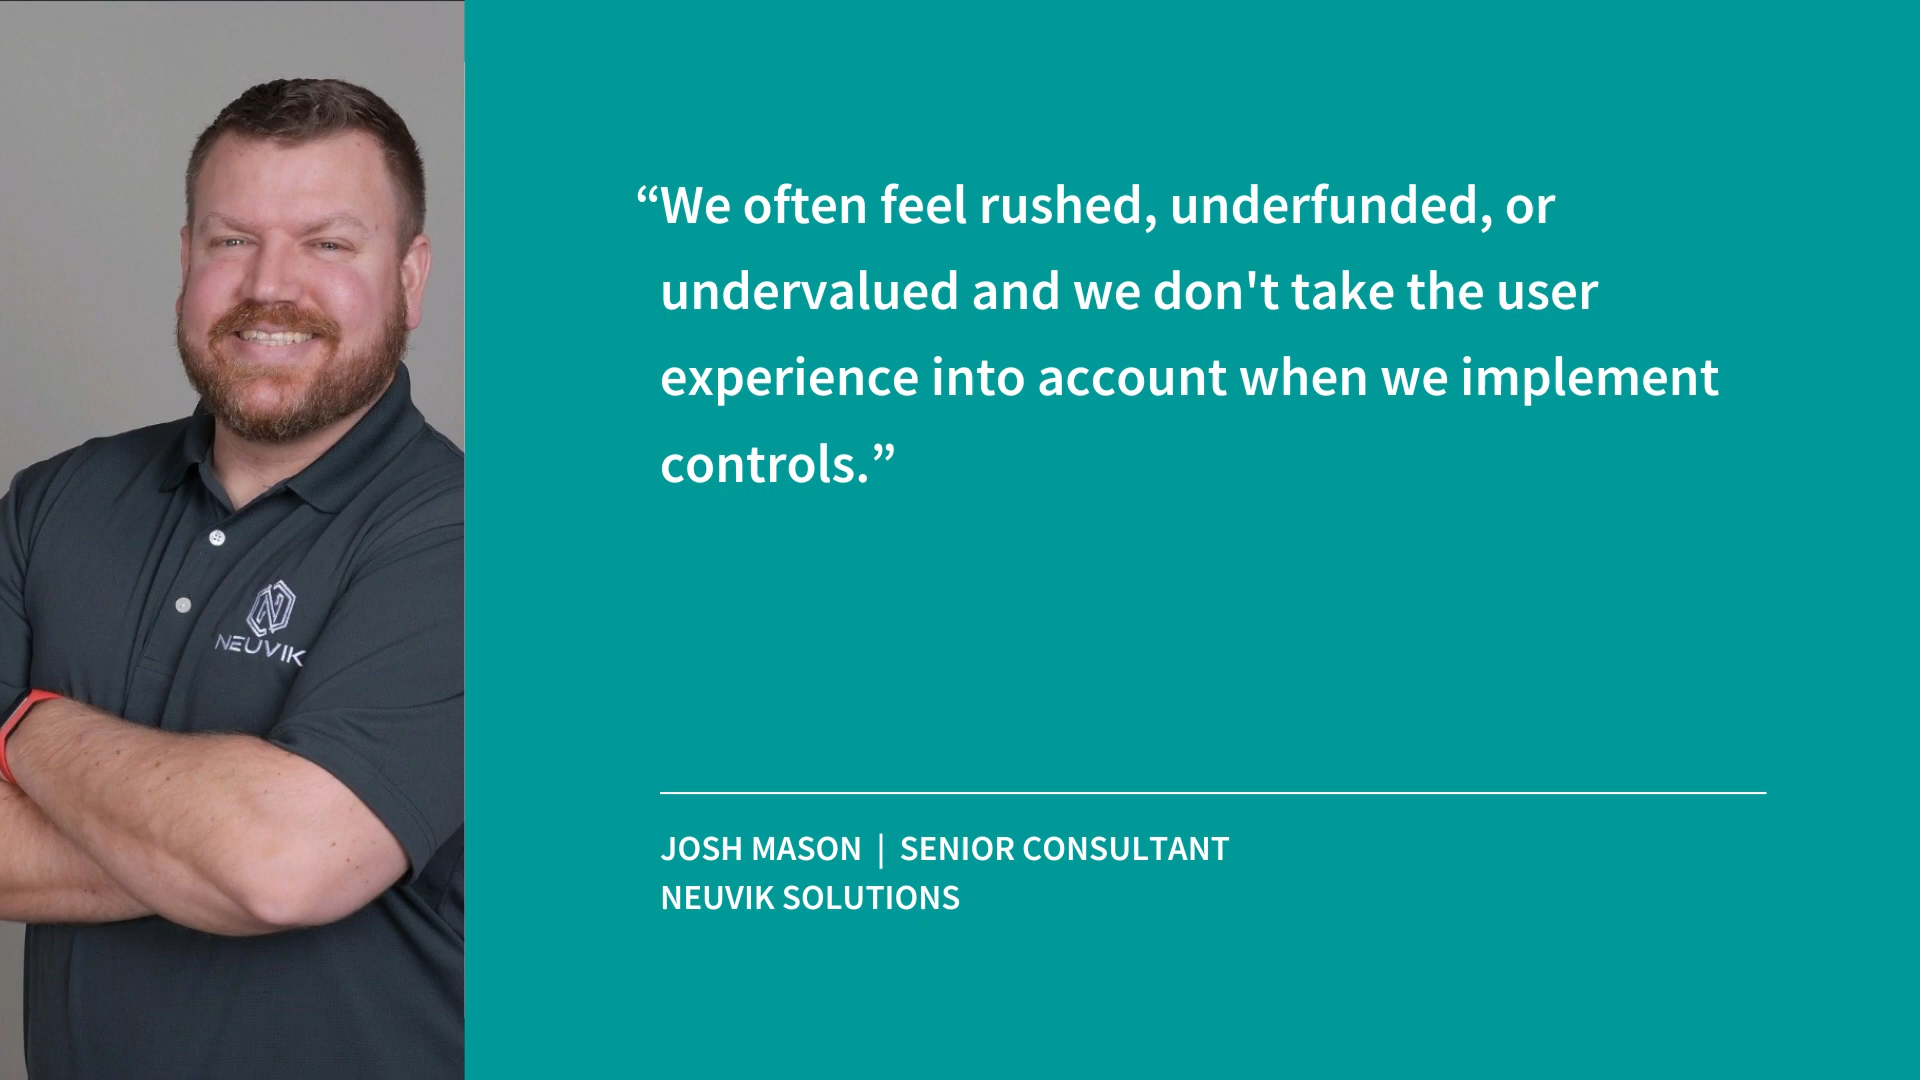 “We often feel rushed, underfunded, or
undervalued and we don't take the user
experience into account when we implement
controls.”
NEUVIK
JOSH MASON | SENIOR CONSULTANT
NEUVIK SOLUTIONS